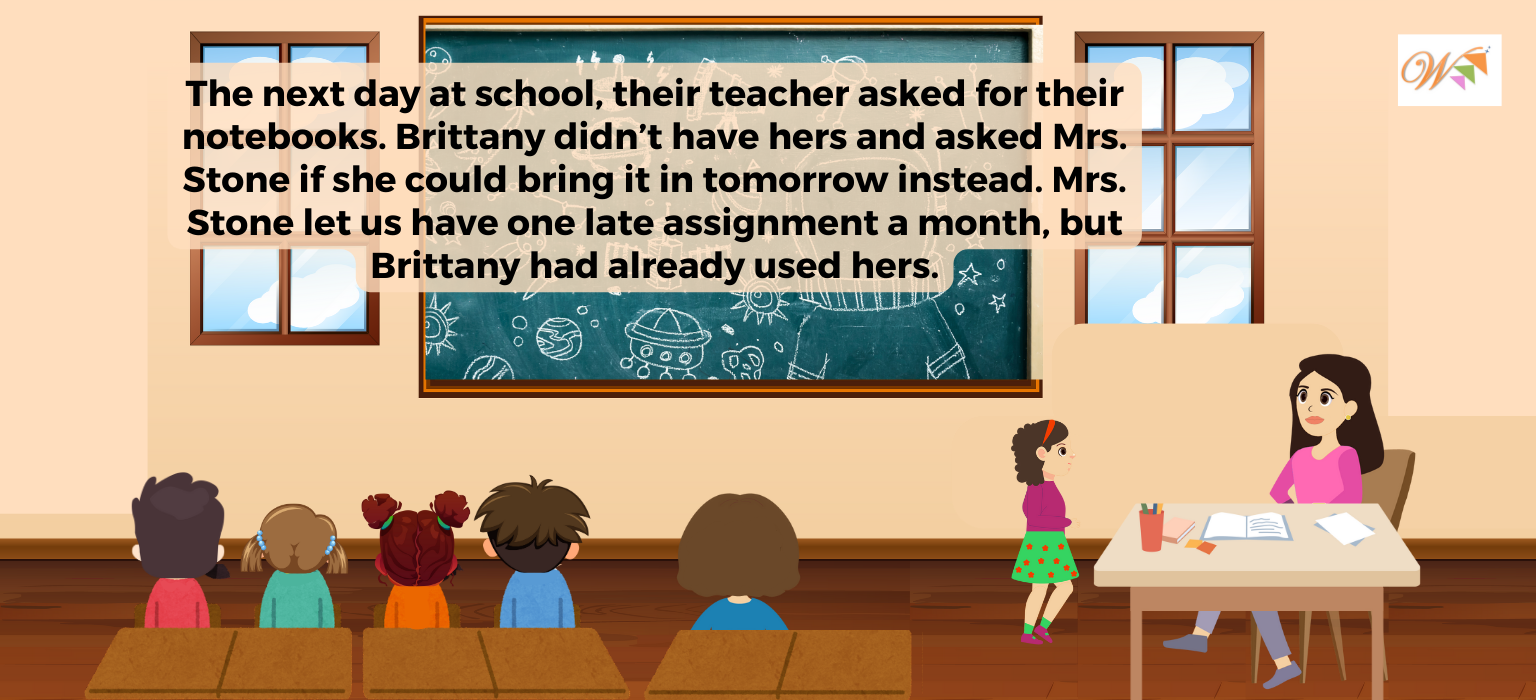 The next day at school, their teacher asked for their
notebooks. Brittany didn’t have hers and asked Mrs.
Stone if she could bring it in tomorrow instead. Mrs.
Stone let us have one late assignment a month, but
Brittany had already used hers.
W